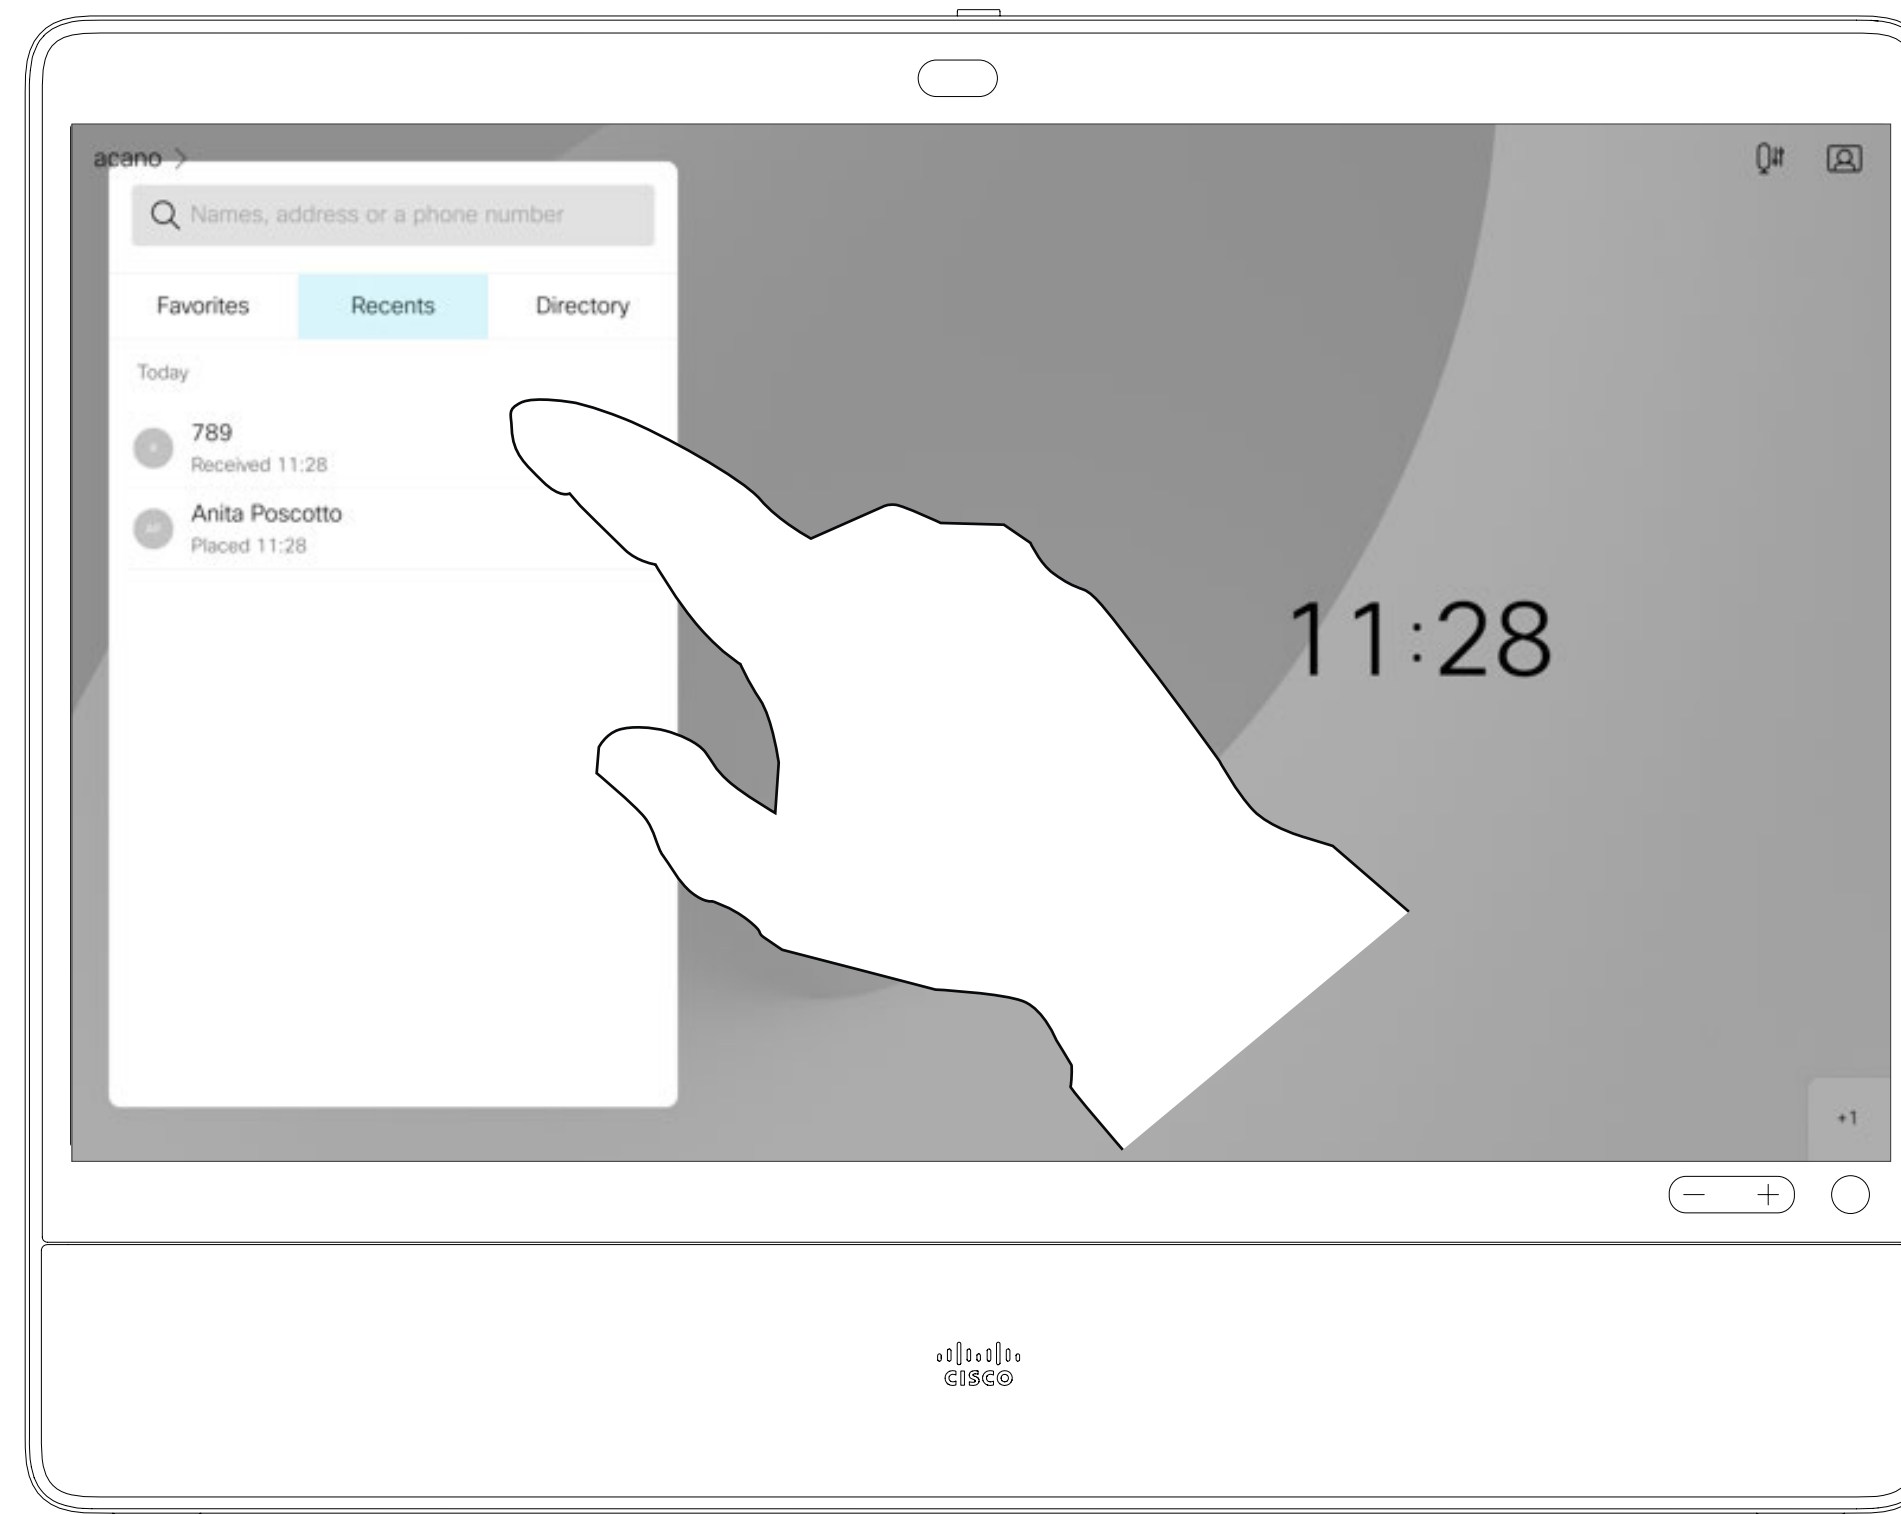 acano
Names, address or a phone number
Favorites
Recents
Directory
Today
789
Received 11:28
Anita Poscotto
Placed 11:28
11:28
+1
CISCO